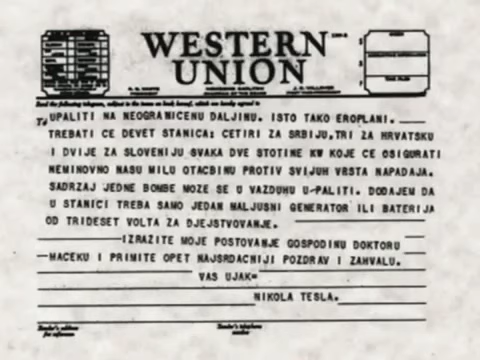 WESTERN
UNION
UPALITI NA NEOGRANICENU DALJINU. ISTO TAKO EROPLANI.
TREBATI CE DEVET STANICA: CETIRI ZA SRBIJU,TRI ZA HRVATSKU
I DVIJE ZA SLOVENIJU SVAKA DVE STOTINE KW KOJE CE OSIGURATI
NEMINOVNO NASU MILU OTACBINU PROTIV SVIJUH VRSTA NAPADAJA.
SADRZAJ JEDNE BOMBE MOZE SE U VAZDUHU U-PALITI. DODAJEM DA
U STANICI TREBA SAMO JEDAN MALJUSNI GENERATOR ILI BATERIJA
OD TRIDESET VOLTA ZA DJEJSTVOVANJE.
IZRAZITE MOJE POSTOVANJE GOSPODINU DOKTORU
MACEKU I PRIMITE OPET NAJSRDACNIJI POZDRAV I ZAHVALU.
VAS UJAK=
NIKOLA TESLA.